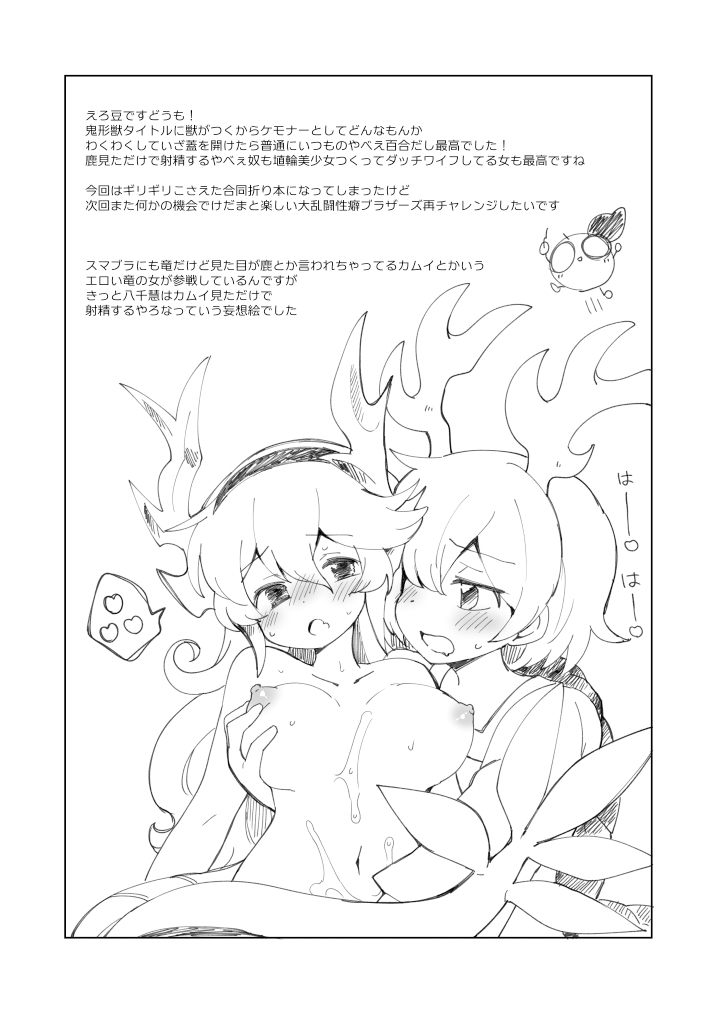 えろ豆ですどうも！
鬼形獣タイトルに獣がつくからケモナーとしてどんなもんか
わくわくしていざ蓋を開けたら普通にいつものやべえ百合だし最高でした！
鹿見ただけで射精するやべぇ奴も埴輪美少女つくってダッチワイフしてる女も最高ですね
今回はギリギリこさえた合同折り本になってしまったけど
次回また何かの機会でけだまと楽しい大乱闘性癖ブラザーズ再チャレンジしたいです
スマブラにも竜だけど見た目が鹿とか言われちゃってるカムイとかいう
エロい竜の女が参戦しているんですが
きっと八千慧はカムイ見ただけで
射精するやろなっていう妄想絵でした
はー♡
はー♡